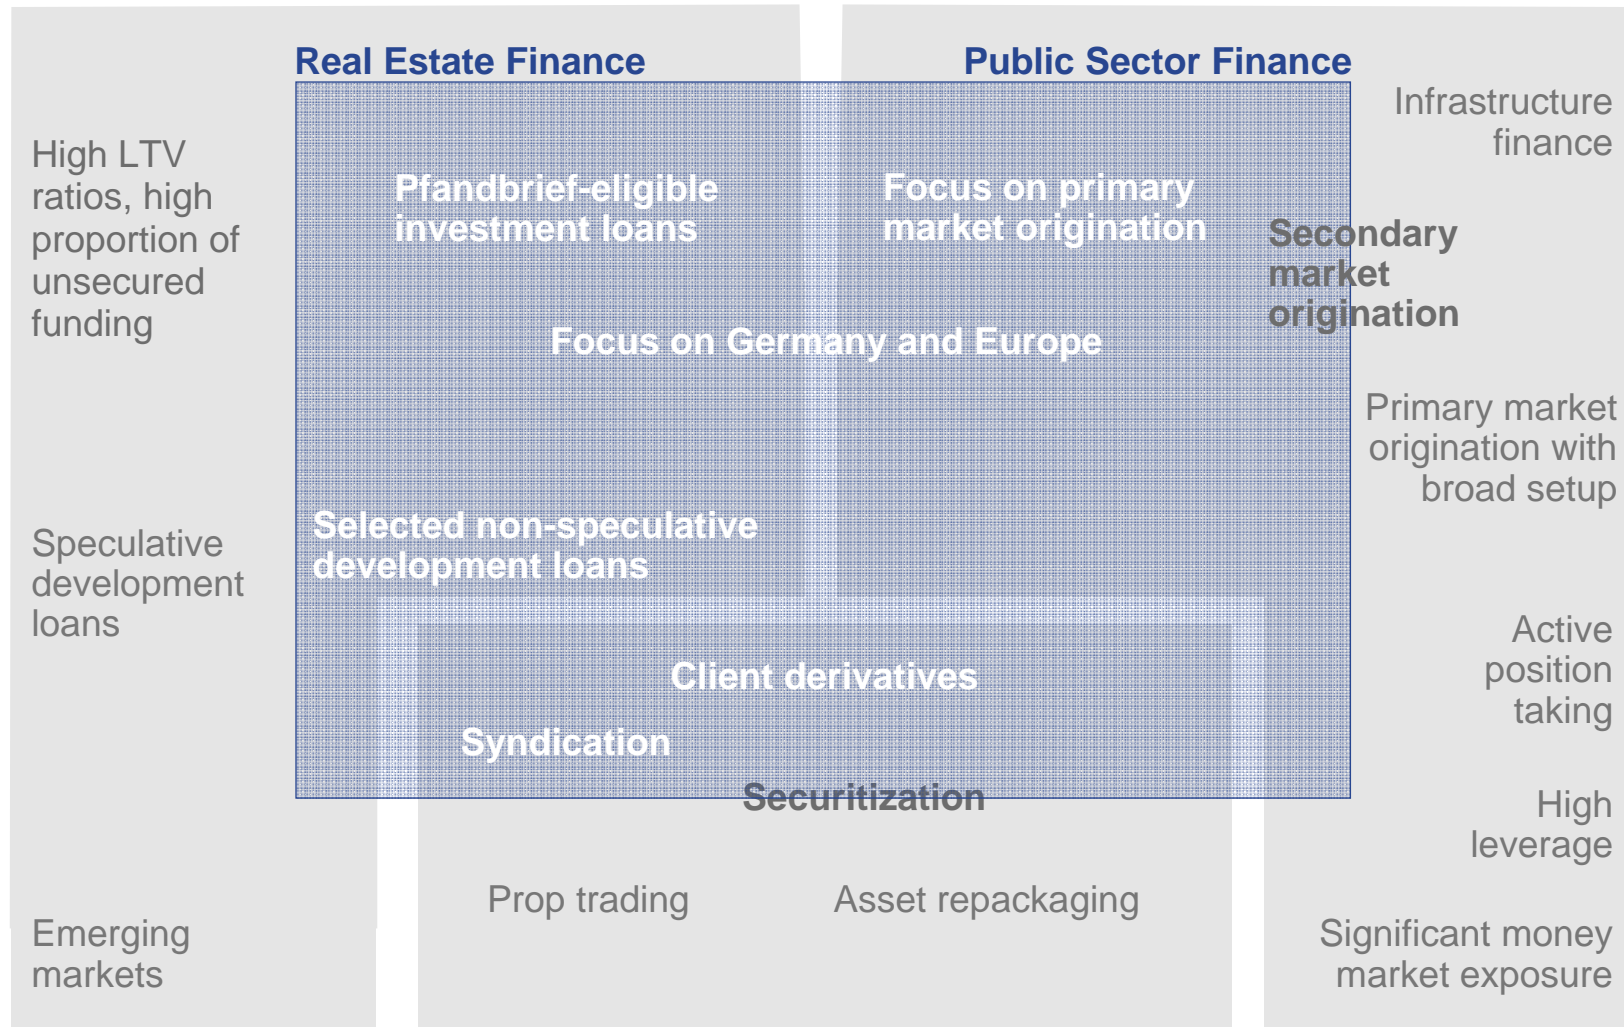 Real Estate Finance
Public Sector Finance
High LTV
ratios, high
proportion of
unsecured
funding
Speculative
development
loans
Emerging
markets
Pfandbrief-eligible
investment loans
Focus on primary
market origination
Focus on Germany and Europe
Selected non-speculative
development loans
Client derivatives
Syndication
Securitization
Prop trading
Asset repackaging
Infrastructure
finance
Secondary
market
origination
Primary market
origination with
broad setup
Active
position
taking
High
leverage
Significant money
market exposure